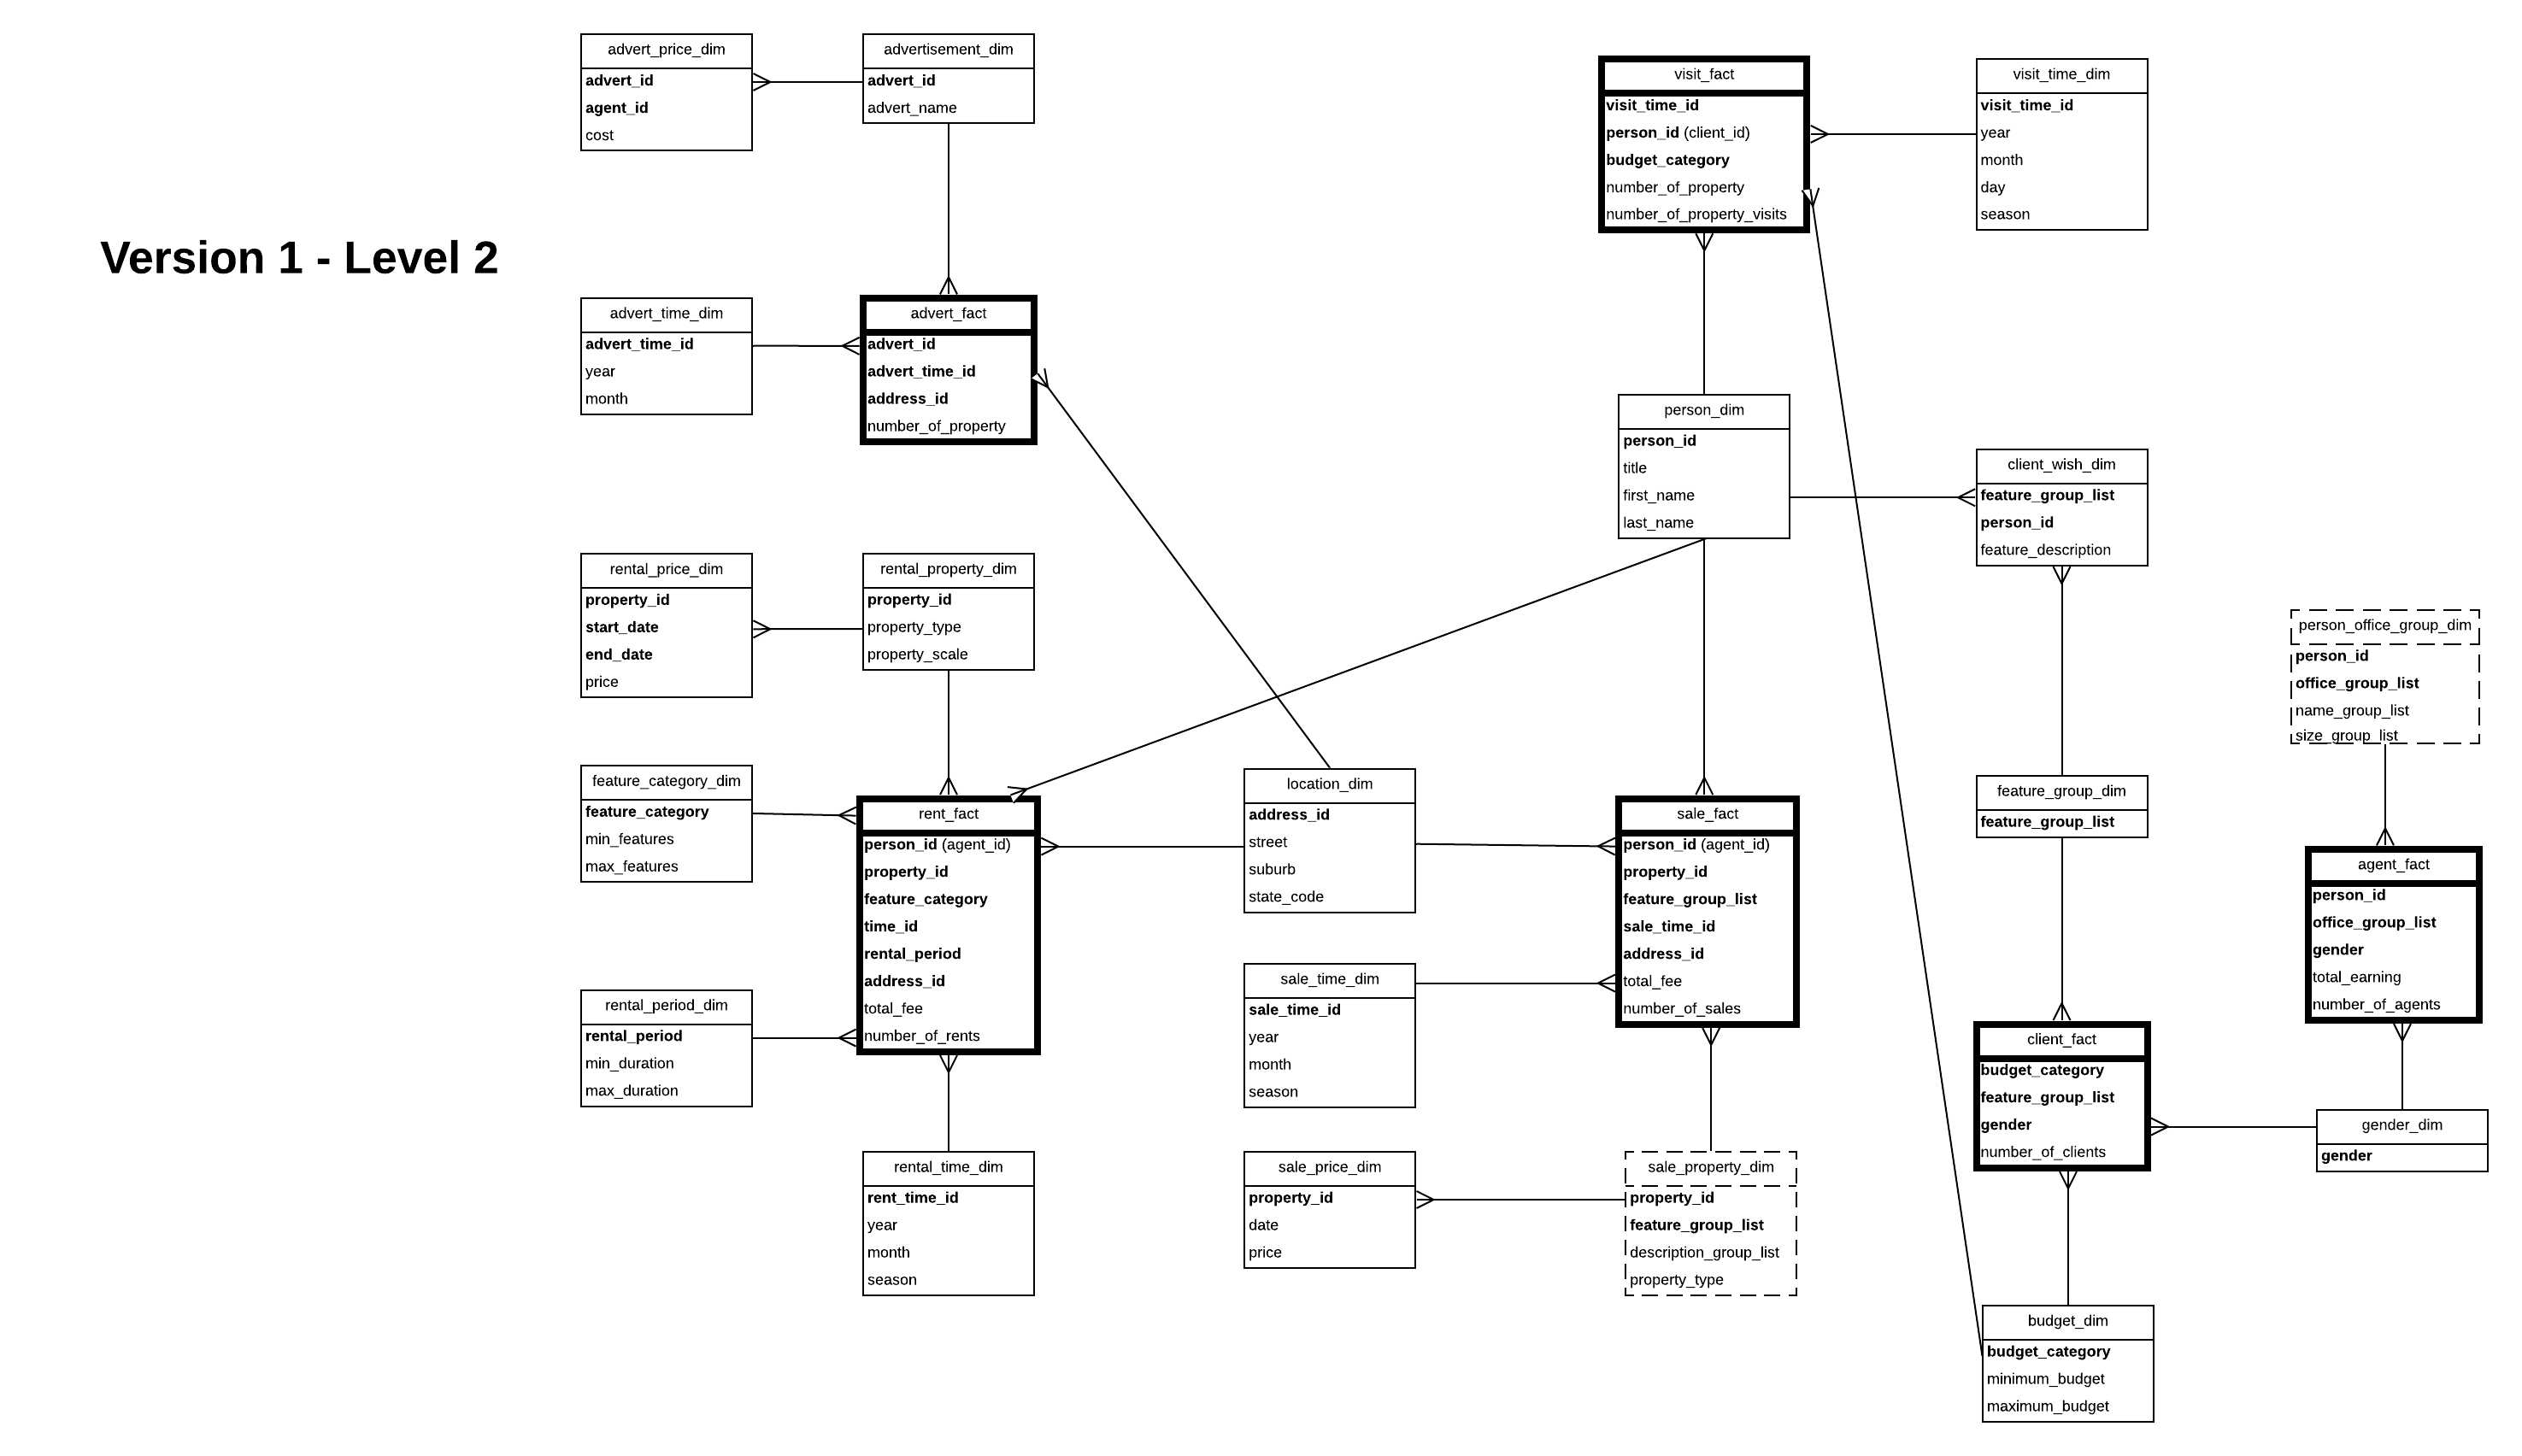 Version 1 - Level 2
advert_price_dim
advert_id
agent_id
cost
advertisement_dim
advert_id
advert_name
advert_time_dim
advert_time_id
year
month
advert_fact
advert_id
advert_time_id
address_id
number_of_property
rental_price_dim
property_id
start_date
end_date
price
rental_property_dim
property_id
property_type
property_scale
feature_category_dim
feature_category
min_features
max_features
rent_fact
person_id (agent_id)
property_id
feature_category
time_id
rental_period
address_id
total_fee
number_of_rents
rental_period_dim
rental_period
min_duration
max_duration
rental_time_dim
rent_time_id
year
month
season
location_dim
address_id
street
suburb
state_code
sale_time_dim
sale_time_id
year
month
season
sale_price_dim
property_id
date
price
visit_fact
visit_time_id
person_id (client_id)
budget_category
number_of_property
number_of_property_visits
visit_time_dim
visit_time_id
year
month
day
season
person_dim
person_id
title
first_name
last_name
client_wish_dim
feature_group_list
person_id
feature_description
sale_fact
person_id (agent_id)
property_id
feature_group_list
sale_time_id
address_id
total_fee
number_of_sales
sale_property_dim
property_id
feature_group_list
description_group_list
property_type
feature_group_dim
feature_group_list
person_office_group_dim
person_id
office_group_list
name_group_list
size_group_list
agent_fact
person_id
office_group_list
gender
total_earning
number_of_agents
client_fact
budget_category
feature_group_list
gender
number_of_clients
gender_dim
gender
budget_dim
budget_category
minimum_budget
maximum_budget